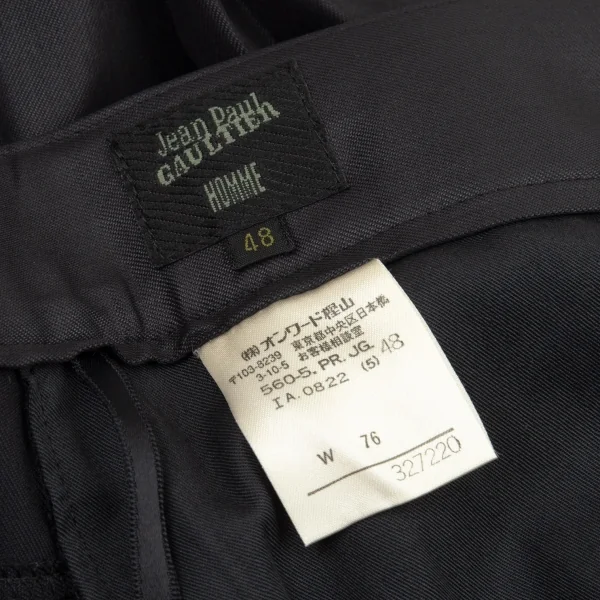 Jean Paul
GAULTIER
HOMME
48
(株)オンワード樫山
〒103-8239 東京都中央区日本橋
3-10-5 お客様相談室
560-5. PR. JG. 48
IA.0822 (5)
W 76
327220